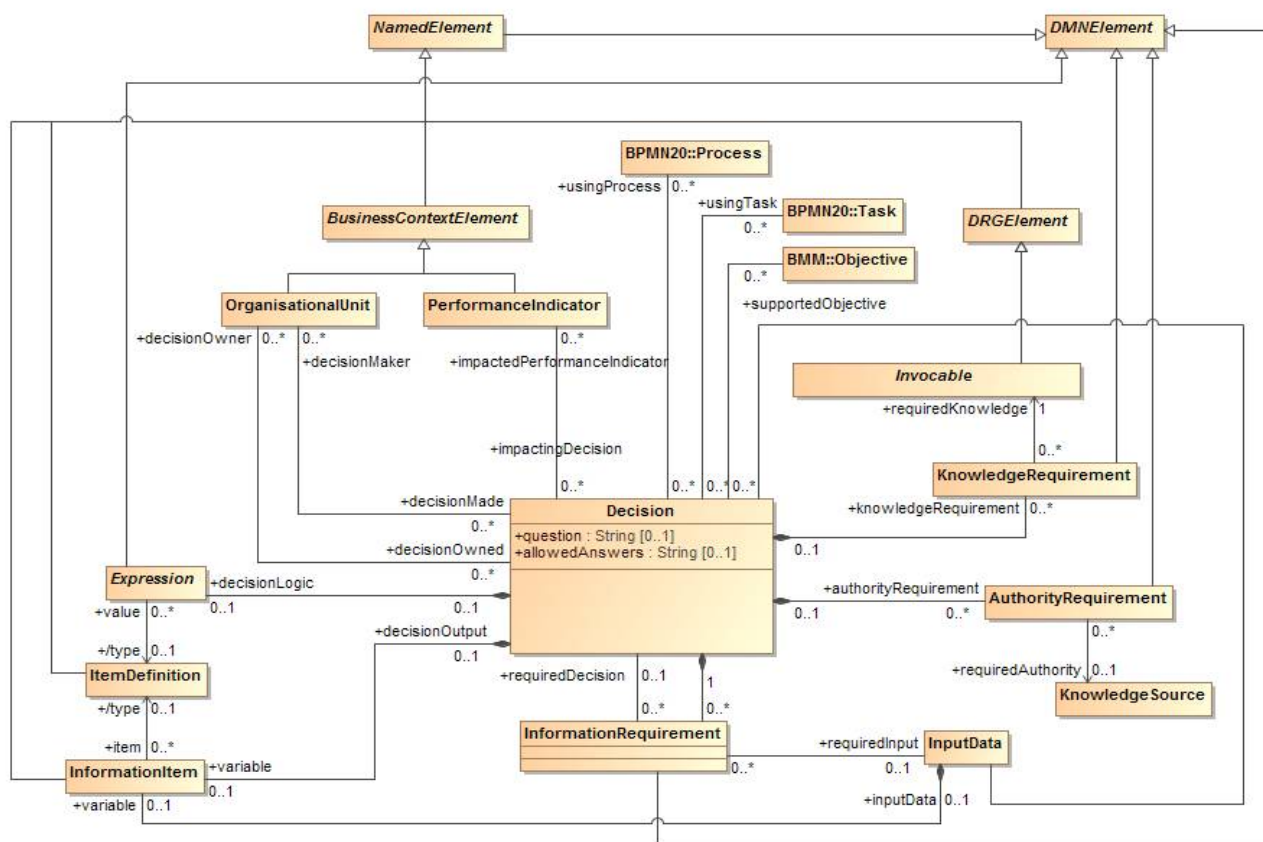 NamedElement
DMNElement
BPMN20::Process
+usingProcess
0..*
+usingTask
BPMN20::Task
0..*
BusinessContextElement
DRGElement
BMM::Objective
0..*
+supportedObjective
OrganisationalUnit
PerformanceIndicator
+decisionOwner
0..*
0..*
0..*
+decisionMaker
+impactedPerformanceIndicator
Invocable
+requiredKnowledge
1
+impactingDecision
0..*
KnowledgeRequirement
0..*
0..*
0..*
0..*
+decisionMade
0..*
Decision
+knowledgeRequirement
0..*
+question : String [0..1]
+allowedAnswers : String [0..1]
0..1
+decisionOwned
0..*
Expression
+decisionLogic
0..1
0..1
+authorityRequirement
0..1
0..*
AuthorityRequirement
+value
0..*
+decisionOutput
0..1
0..*
+/type
0..1
ItemDefinition
+requiredDecision
0..1
1
+requiredAuthority
0..1
KnowledgeSource
+/type
0..1
0..*
0..*
+item
0..*
InformationRequirement
+requiredInput
InputData
InformationItem
+variable
0..1
0..*
0..1
+variable
0..1
+inputData
0..1